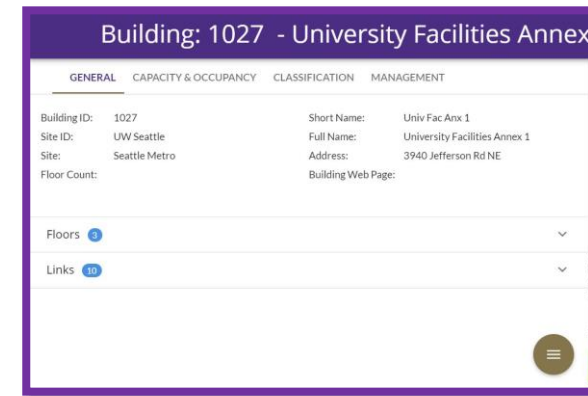 Building: 1027 - University Facilities Annex
GENERAL CAPACITY & OCCUPANCY CLASSIFICATION MANAGEMENT
Building ID: 1027 Short Name: Univ Fac Anx 1
Site ID: UW Seattle Full Name: University Facilities Annex 1
Site: Seattle Metro Address: 3940 Jefferson Rd NE
Floor Count: Building Web Page:
Floors 3
Links 10